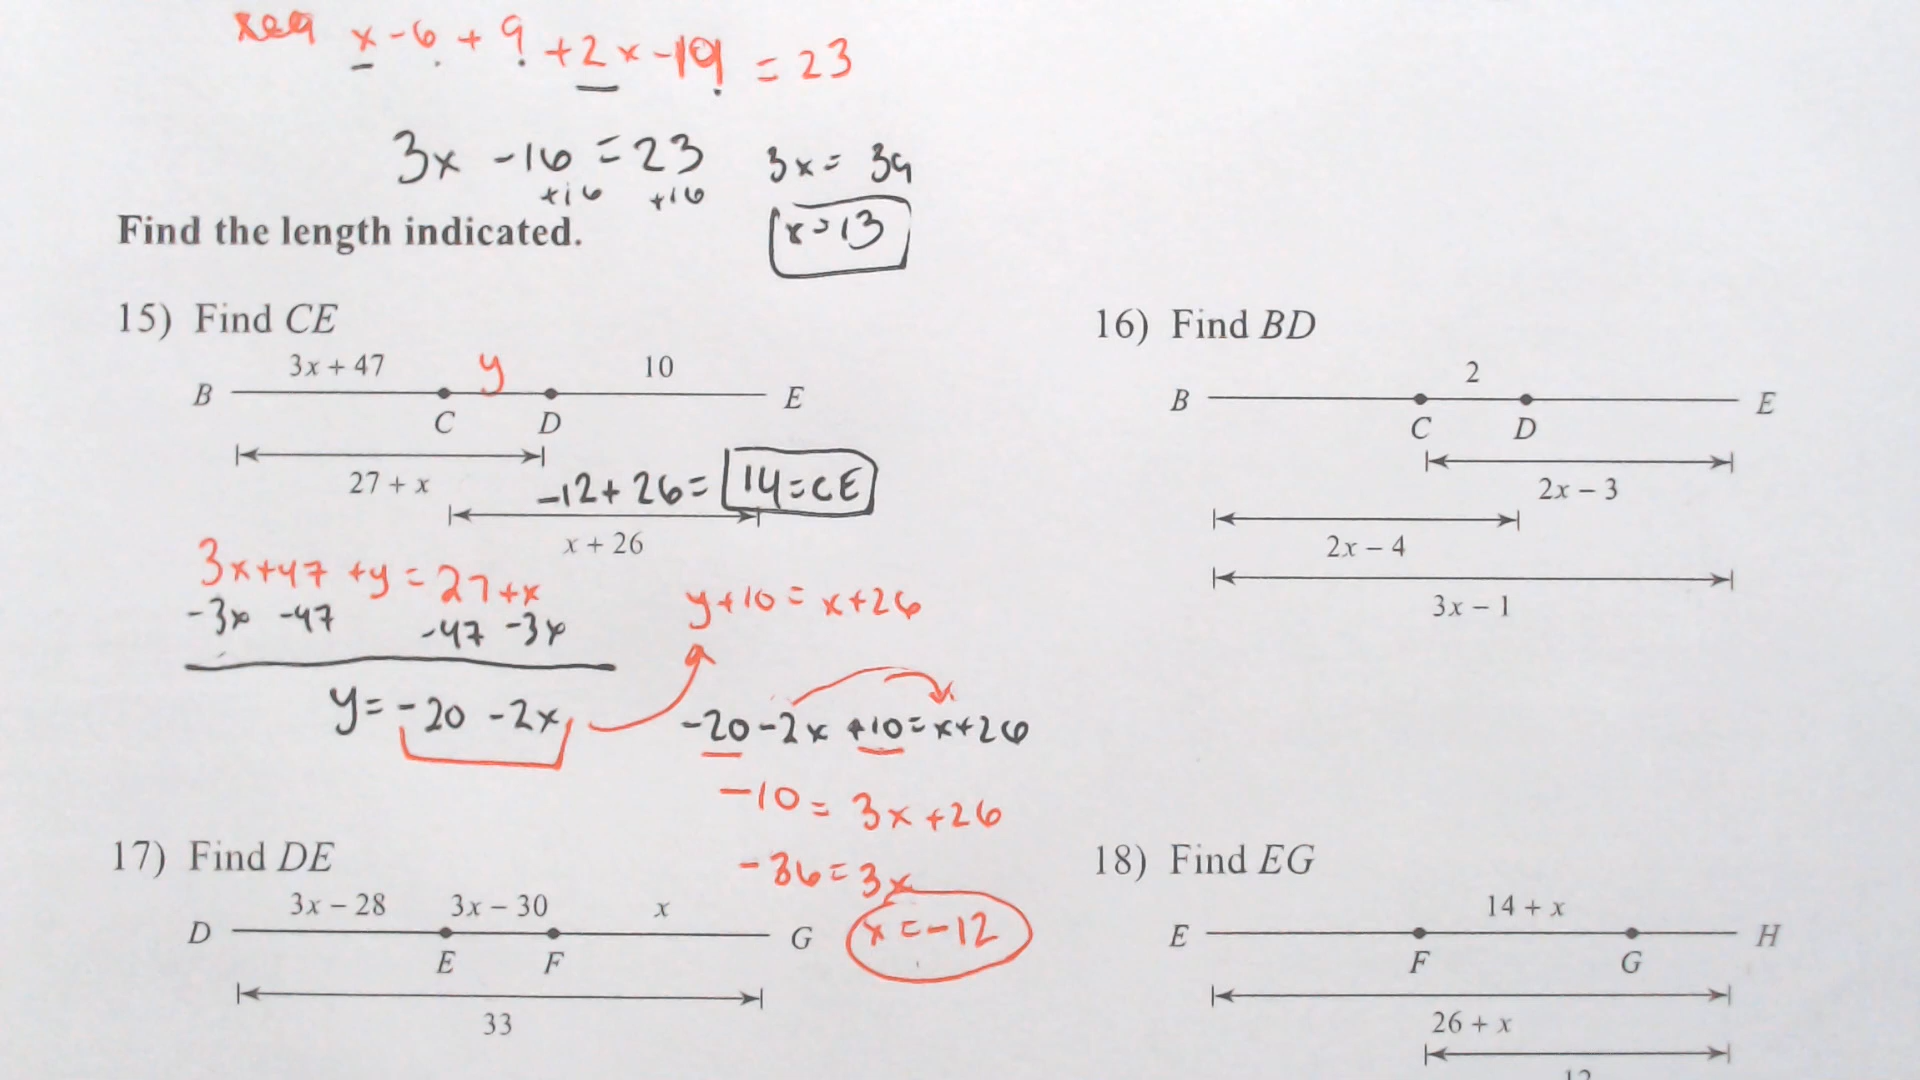 x - 6 + 9 + 2x - 19 = 23
3x - 16 = 23 3x = 39
+16 +16
x = 13
Find the length indicated.
15) Find CE
3x + 47 y 10
B C D E
27 + x
-12 + 26 = 14 = CE
x + 26
3x + 47 + y = 27 + x
-3x -47 -47 -3x
y = -20 - 2x
y + 10 = x + 26
-20 - 2x + 10 = x + 26
-10 = 3x + 26
-36 = 3x
x = -12
16) Find BD
2
B C D E
2x – 3
2x – 4
3x – 1
17) Find DE
3x – 28 3x – 30 x
D E F G
33
18) Find EG
14 + x
E F G H
26 + x